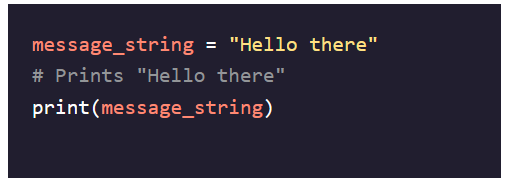 message_string = "Hello there"
# Prints "Hello there"
print(message_string)